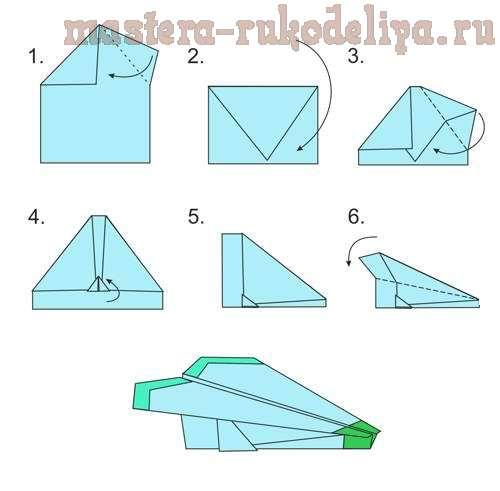 mastera-rukodeliya.ru
1. 2. 3.
4. 5. 6.